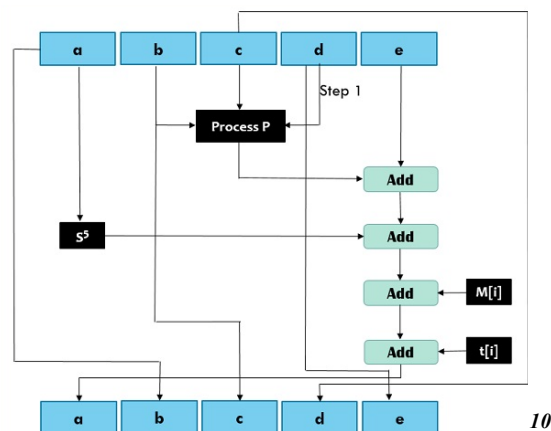 a b c d e
Step 1
Process P
Add
S⁵ Add
Add M[i]
Add t[i]
a b c d e
10